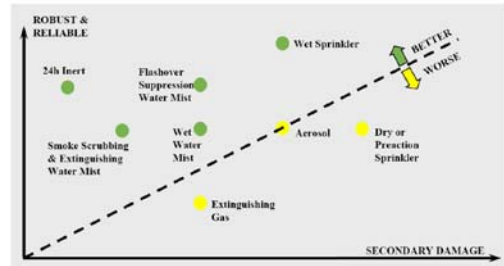 ROBUST &
RELIABLE
Wet Sprinkler
BETTER
WORSE
24h Inert
Flashover
Suppression
Water Mist
Smoke Scrubbing
& Extinguishing
Water Mist
Wet
Water
Mist
Aerosol
Dry or
Preaction
Sprinkler
Extinguishing
Gas
SECONDARY DAMAGE